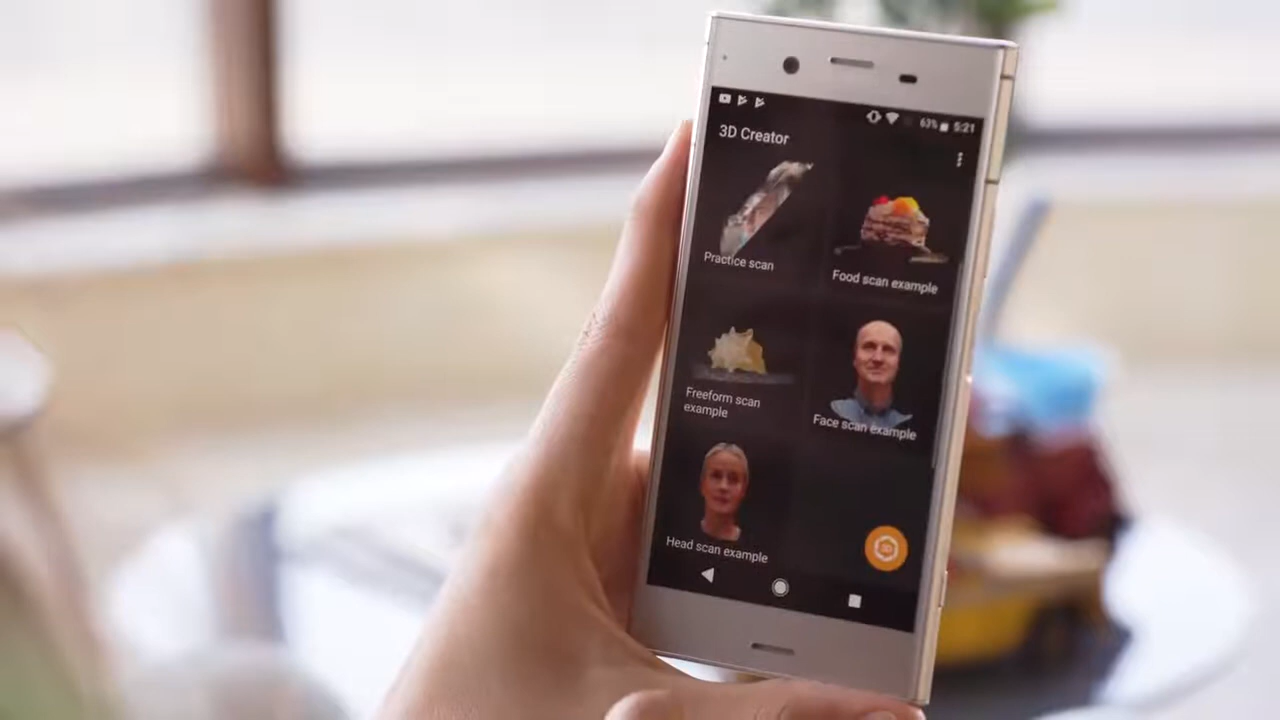 63% 5:21
3D Creator
Practice scan
Food scan example
Freeform scan
example
Face scan example
Head scan example
3D